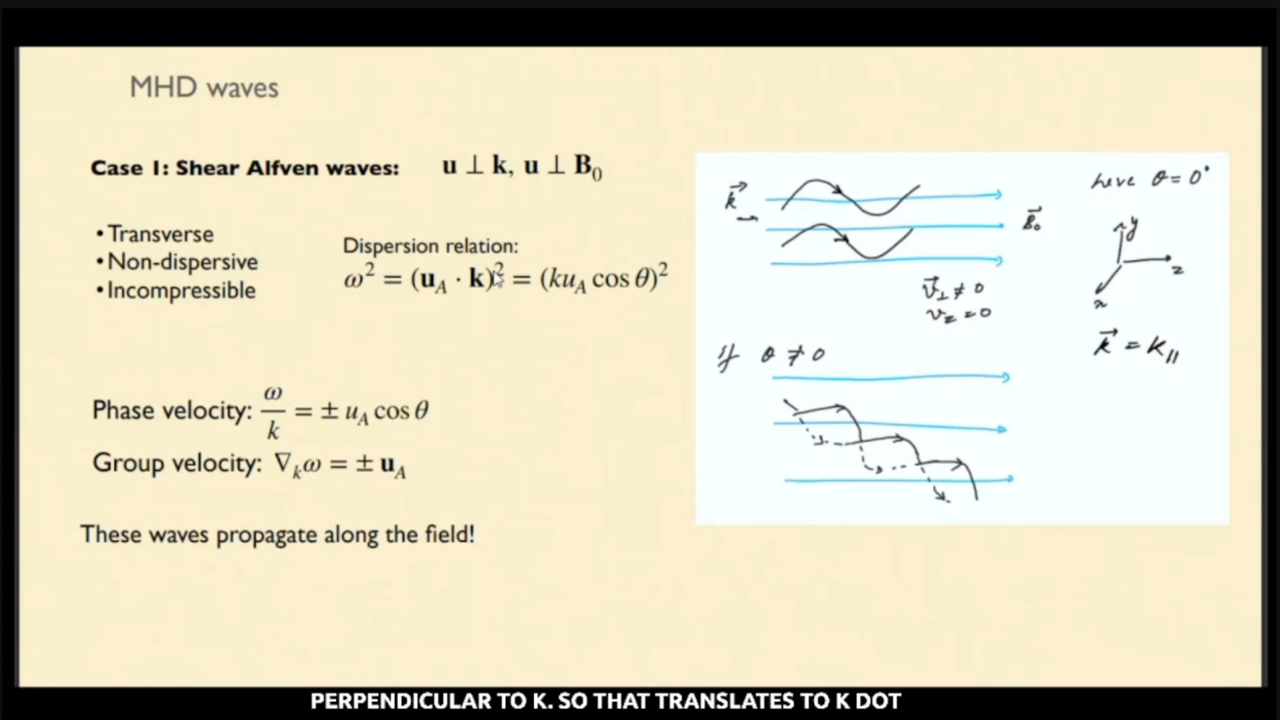 MHD waves
Case 1: Shear Alfven waves: u ⊥ k, u ⊥ B₀
• Transverse
• Non-dispersive
• Incompressible
Dispersion relation:
ω² = (u_A · k)² = (ku_A cos θ)²
Phase velocity: ω/k = ± u_A cos θ
Group velocity: ∇ₖω = ± u_A
These waves propagate along the field!
here θ = 0°
k⃗
B⃗₀
y
z
x
v⃗⊥ ≠ 0
v_z = 0
k⃗ = k∥
If θ ≠ 0
PERPENDICULAR TO K. SO THAT TRANSLATES TO K DOT